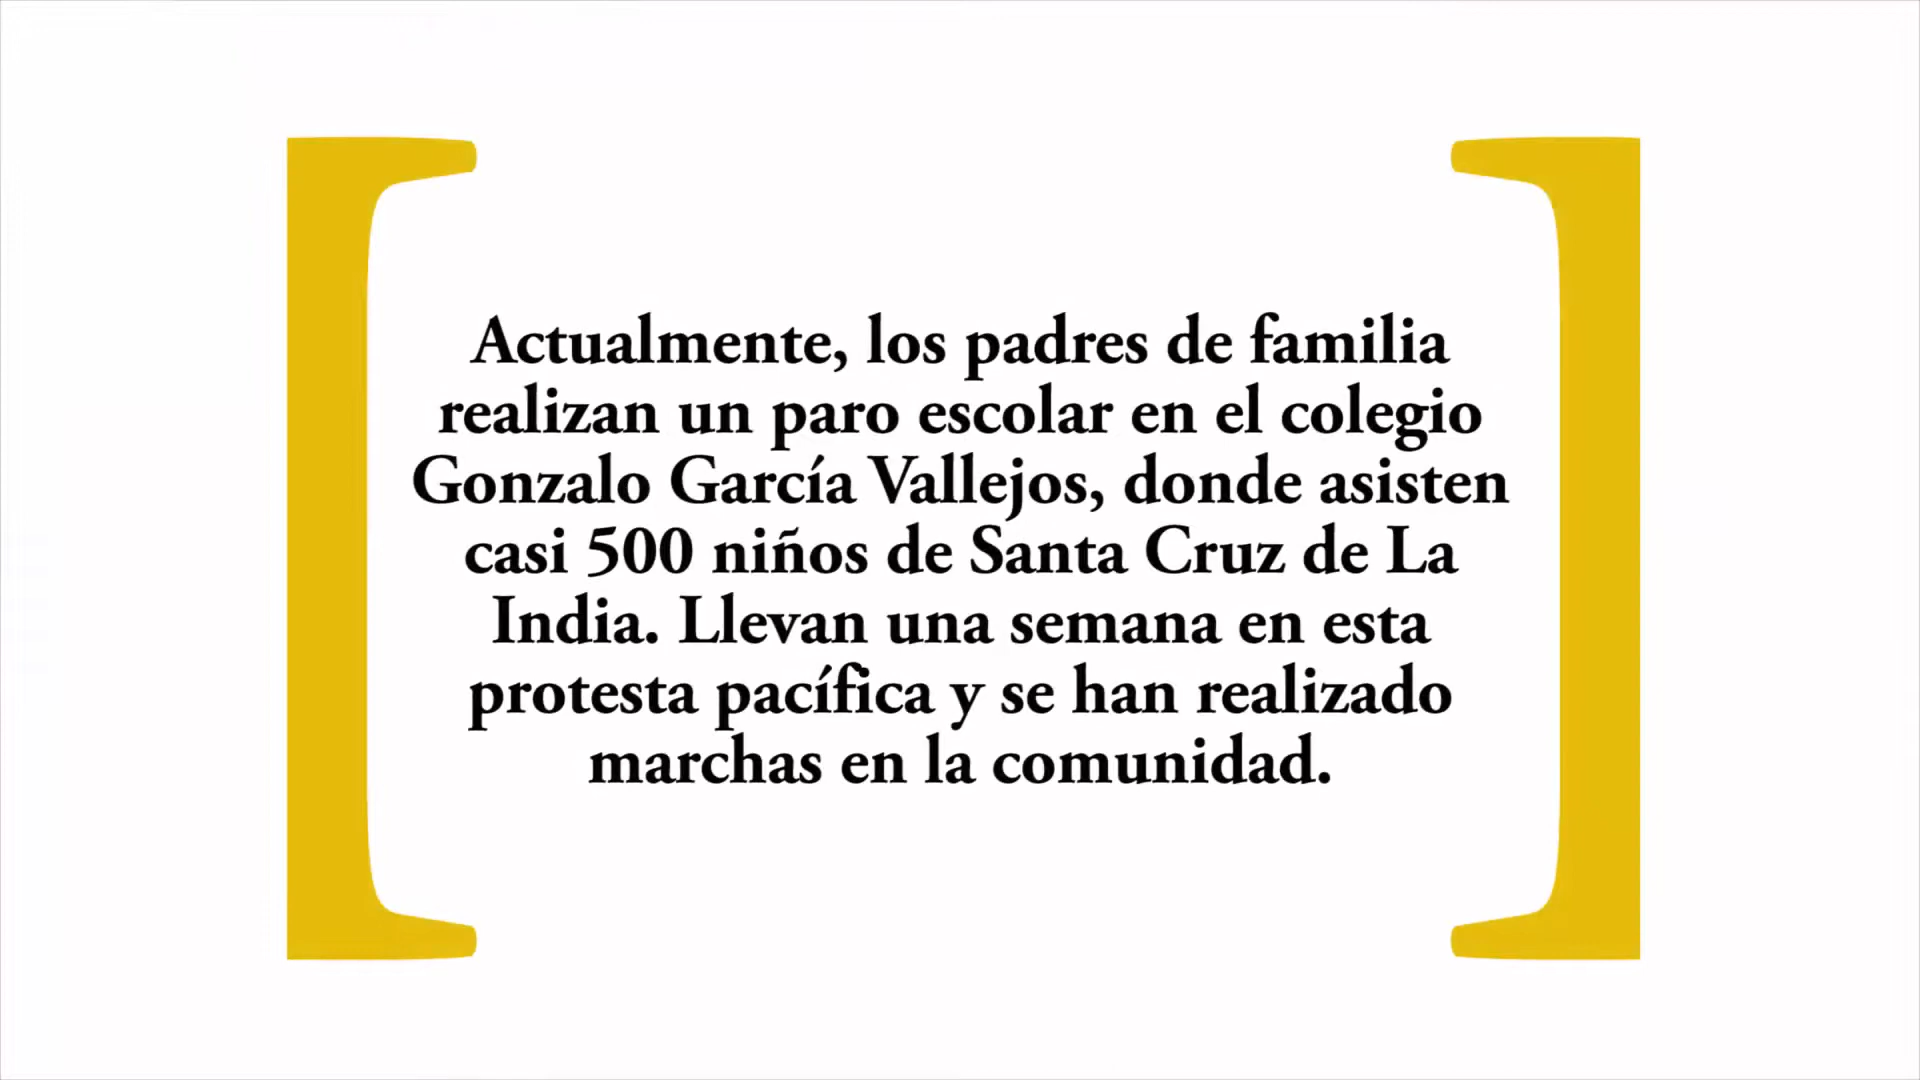 Actualmente, los padres de familia
realizan un paro escolar en el colegio
Gonzalo García Vallejos, donde asisten
casi 500 niños de Santa Cruz de La
India. Llevan una semana en esta
protesta pacífica y se han realizado
marchas en la comunidad.